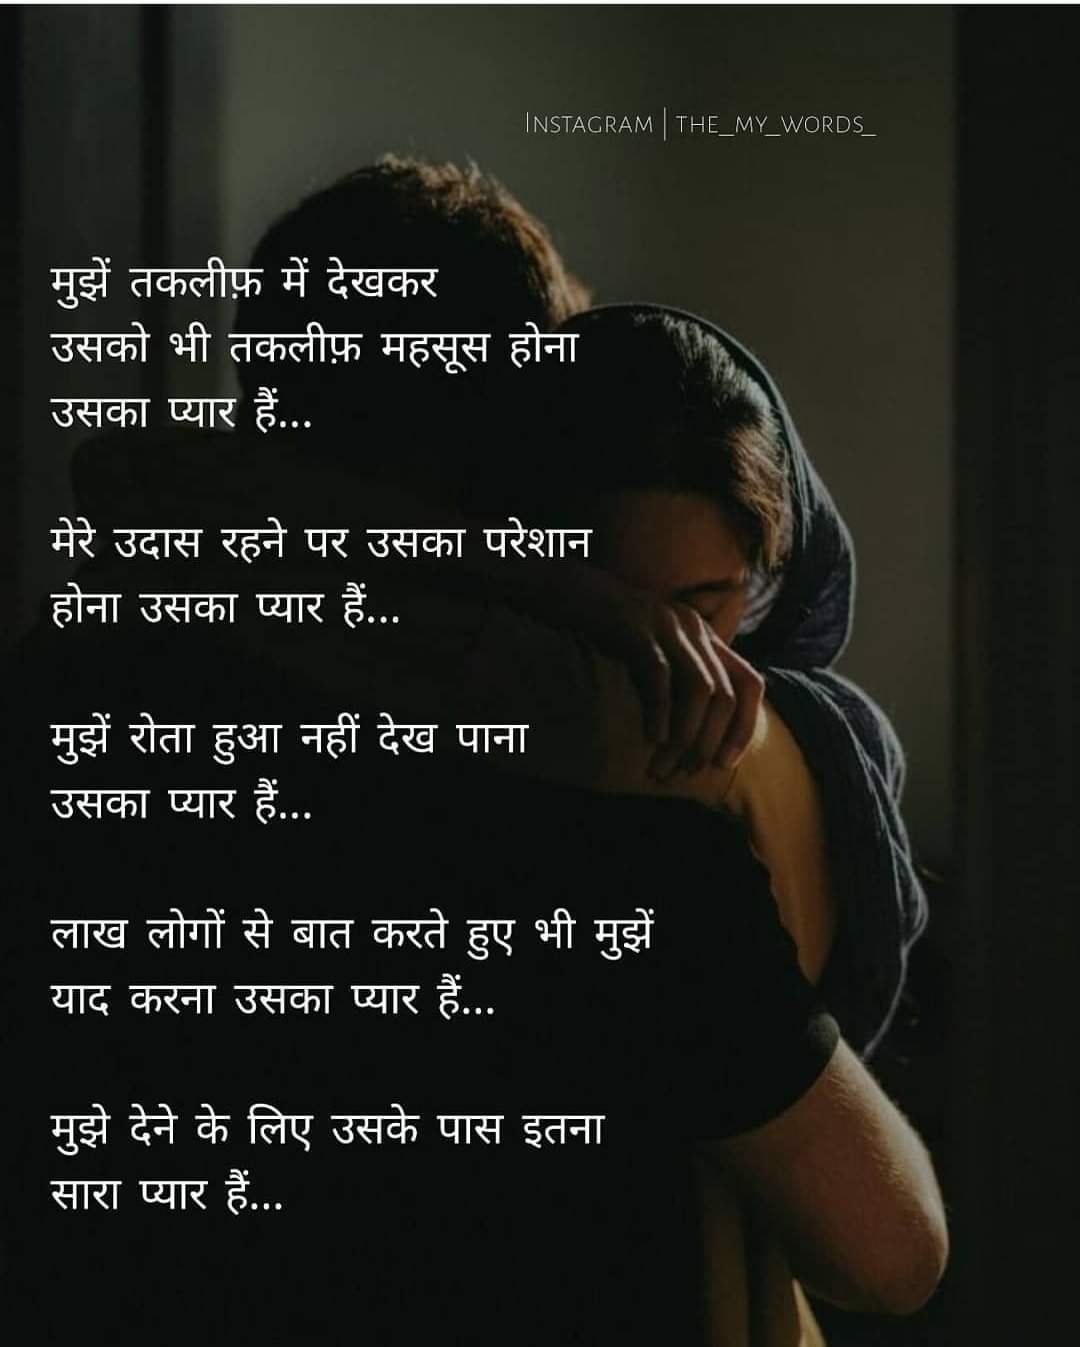 Instagram | the_my_words_
मुझें तकलीफ़ में देखकर
उसको भी तकलीफ़ महसूस होना
उसका प्यार हैं...
मेरे उदास रहने पर उसका परेशान
होना उसका प्यार हैं...
मुझें रोता हुआ नहीं देख पाना
उसका प्यार हैं...
लाख लोगों से बात करते हुए भी मुझें
याद करना उसका प्यार हैं...
मुझे देने के लिए उसके पास इतना
सारा प्यार हैं...